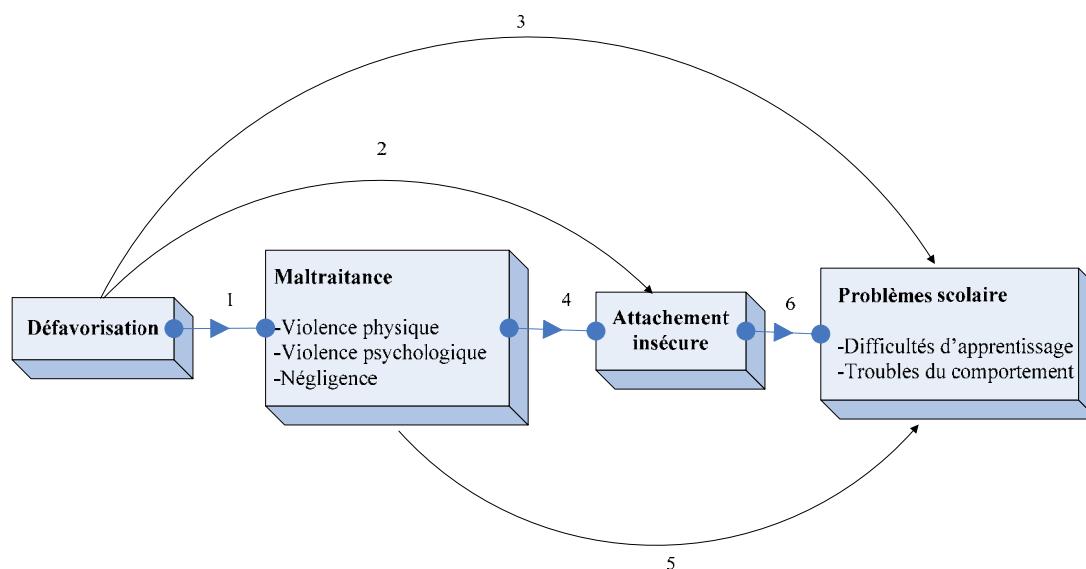 3
2
Maltraitance
1
4
6
Problèmes scolaire
Défavorisation
-Violence physique
-Violence psychologique
-Négligence
Attachement
insécure
-Difficultés d'apprentissage
-Troubles du comportement
5